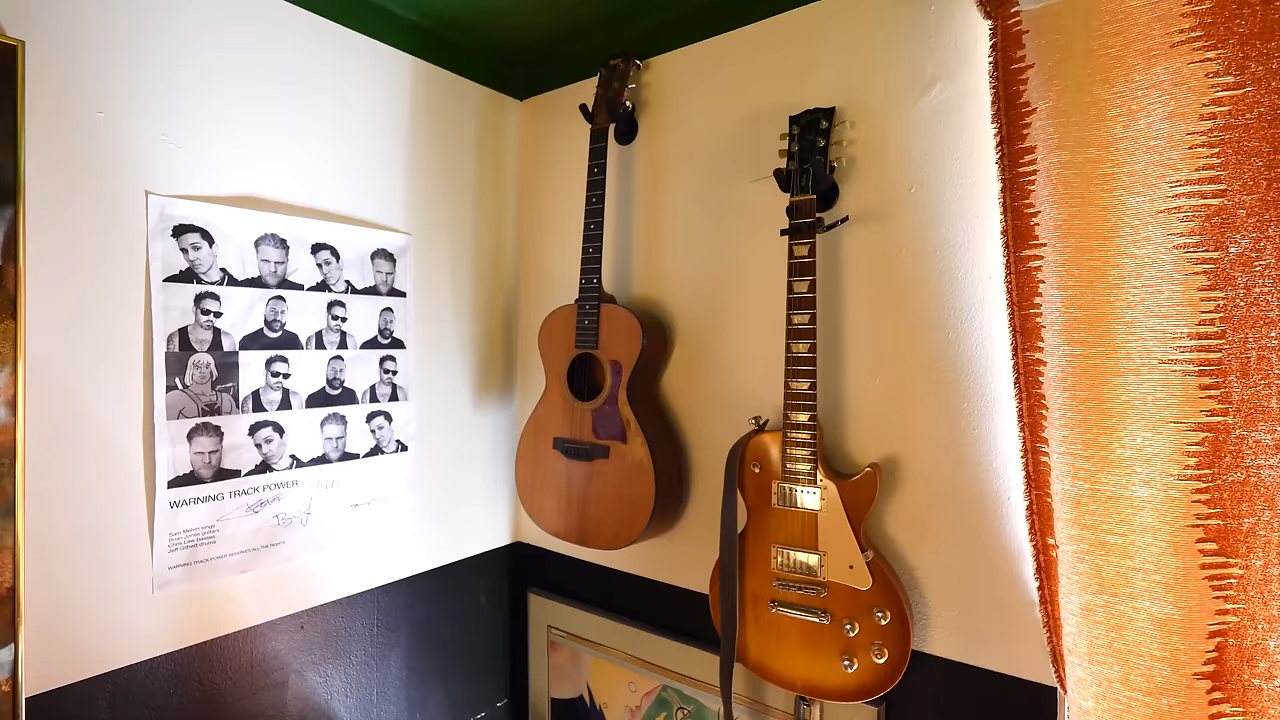 WARNING TRACK POWER
Sam Melvin sings
Brian Jones guitars
Chris Lew basses
Jeff Gilbert drums
WARNING TRACK POWER RESERVES ALL THE RIGHTS.